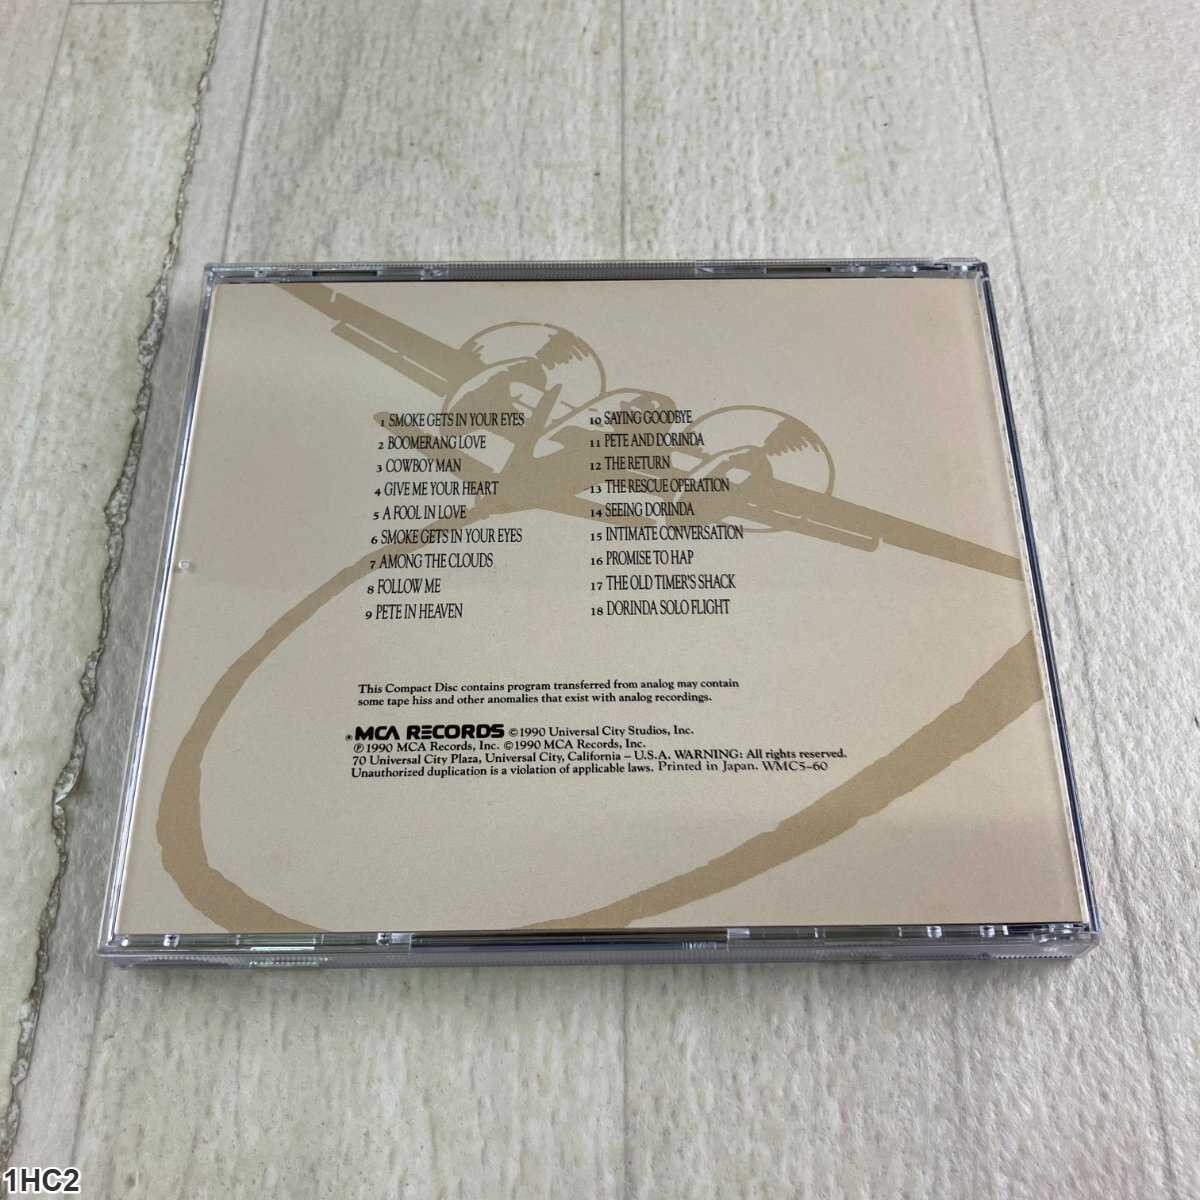 1 SMOKE GETS IN YOUR EYES
2 BOOMERANG LOVE
3 COWBOY MAN
4 GIVE ME YOUR HEART
5 A FOOL IN LOVE
6 SMOKE GETS IN YOUR EYES
7 AMONG THE CLOUDS
8 FOLLOW ME
9 PETE IN HEAVEN
10 SAYING GOODBYE
11 PETE AND DORINDA
12 THE RETURN
13 THE RESCUE OPERATION
14 SEEING DORINDA
15 INTIMATE CONVERSATION
16 PROMISE TO HAP
17 THE OLD TIMER'S SHACK
18 DORINDA SOLO FLIGHT
This Compact Disc contains program transferred from analog may contain
some tape hiss and other anomalies that exist with analog recordings.
MCA RECORDS ©1990 Universal City Studios, Inc.
℗1990 MCA Records, Inc. ©1990 MCA Records, Inc.
70 Universal City Plaza, Universal City, California – U.S.A. WARNING: All rights reserved.
Unauthorized duplication is a violation of applicable laws. Printed in Japan. WMC5-60
1HC2